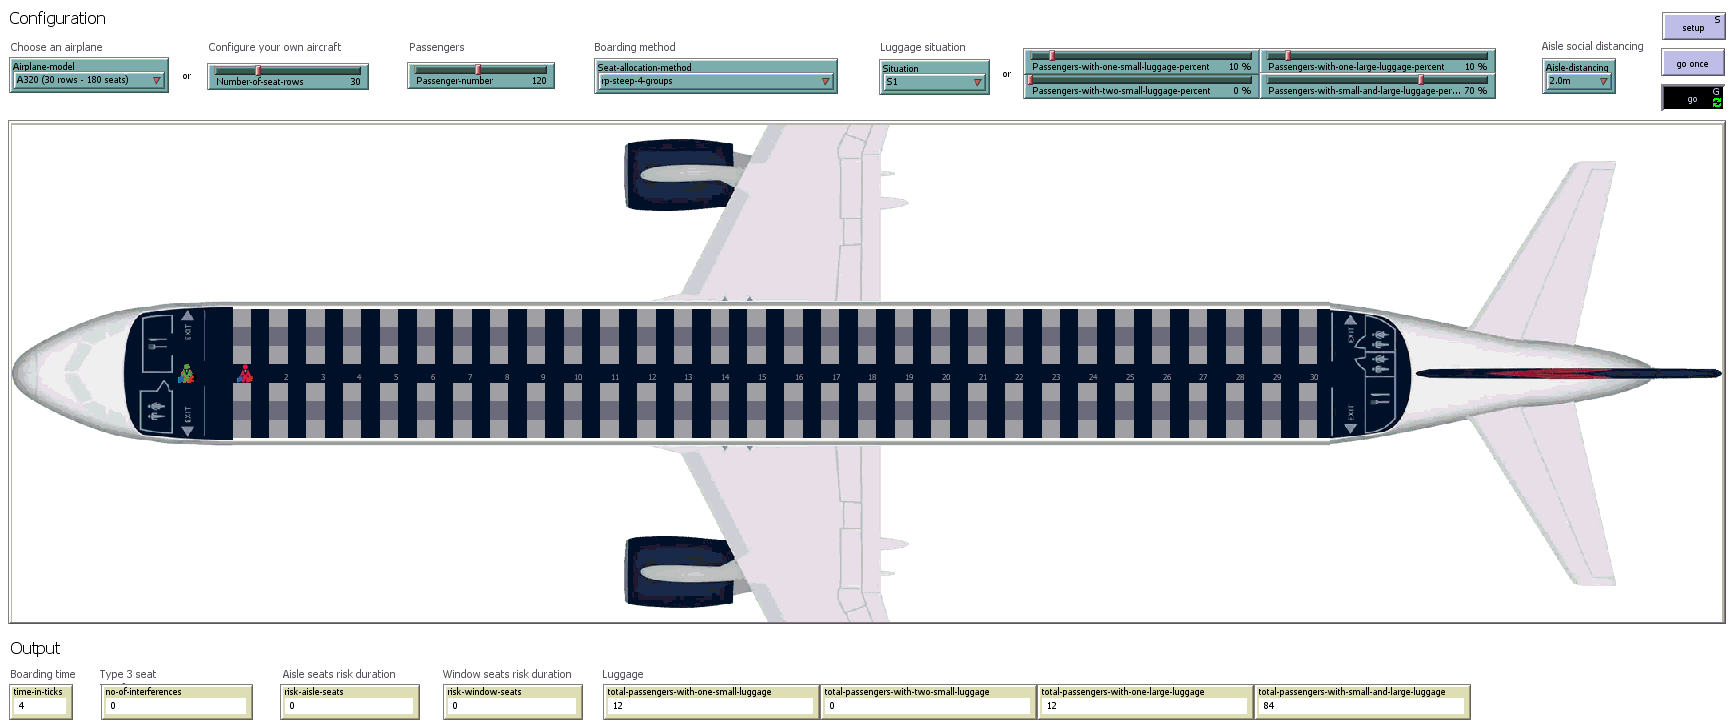 Configuration
Choose an airplane
Airplane-model
A320 (30 rows - 180 seats)
or
Configure your own aircraft
Number-of-seat-rows 30
Passengers
Passenger-number 120
Boarding method
Seat-allocation-method
rp-steep-4-groups
Luggage situation
Situation
S1
or
Passengers-with-one-small-luggage-percent 10 %
Passengers-with-one-large-luggage-percent 10 %
Passengers-with-two-small-luggage-percent 0 %
Passengers-with-small-and-large-luggage-per... 70 %
Aisle social distancing
Aisle-distancing
2.0m
S
setup
go once
G
go
EXIT
EXIT
2 3 4 5 6 7 8 9 10 11 12 13 14 15 16 17 18 19 20 21 22 23 24 25 26 27 28 29 30
EXIT
EXIT
Output
Boarding time
time-in-ticks
4
Type 3 seat
no-of-interferences
0
Aisle seats risk duration
risk-aisle-seats
0
Window seats risk duration
risk-window-seats
0
Luggage
total-passengers-with-one-small-luggage
12
total-passengers-with-two-small-luggage
0
total-passengers-with-one-large-luggage
12
total-passengers-with-small-and-large-luggage
84